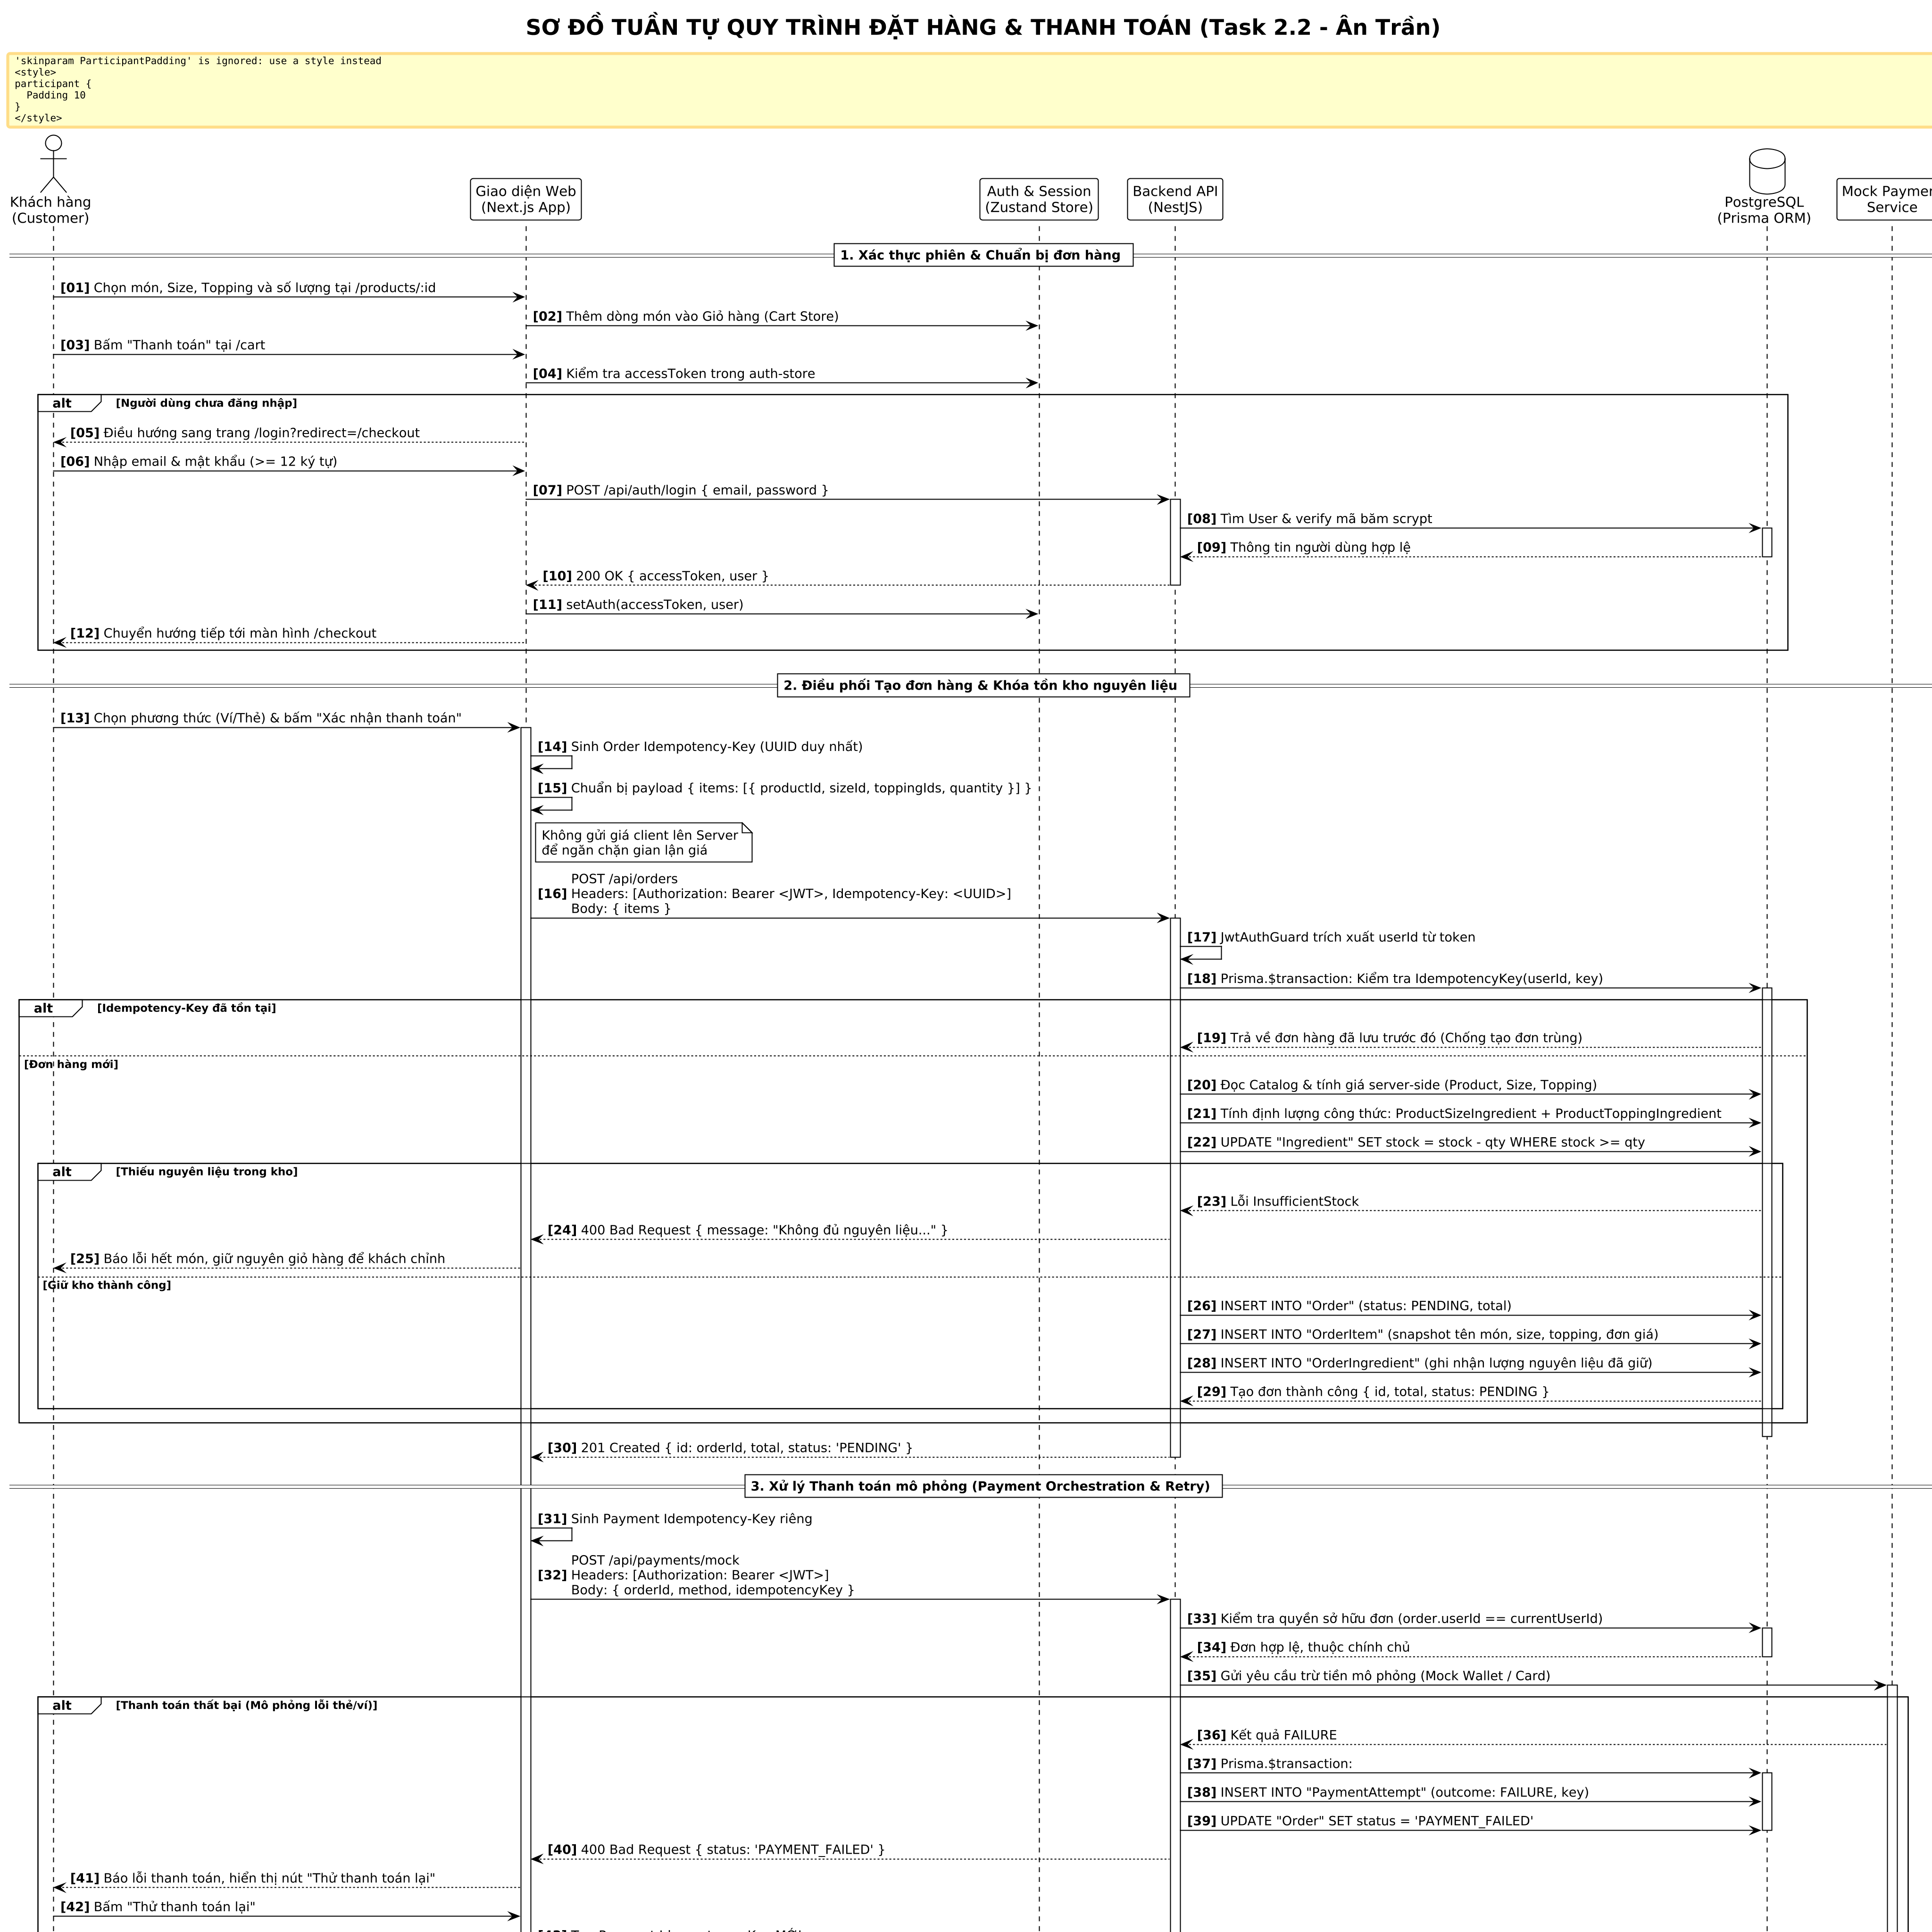 SƠ ĐỒ TUẦN TỰ QUY TRÌNH ĐẶT HÀNG & THANH TOÁN (Task 2.2 - Ân Trần)
'skinparam ParticipantPadding' is ignored: use a style instead
<style>
participant {
  Padding 10
}
</style>
Khách hàng
(Customer)
Giao diện Web
(Next.js App)
Auth & Session
(Zustand Store)
Backend API
(NestJS)
PostgreSQL
(Prisma ORM)
Mock
Service
1. Xác thực phiên & Chuẩn bị đơn hàng
[01] Chọn món, Size, Topping và số lượng tại /products/:id
[02] Thêm dòng món vào Giỏ hàng (Cart Store)
[03] Bấm "Thanh toán" tại /cart
[04] Kiểm tra accessToken trong auth-store
alt [Người dùng chưa đăng nhập]
[05] Điều hướng sang trang /login?redirect=/checkout
[06] Nhập email & mật khẩu (>= 12 ký tự)
[07] POST /api/auth/login { email, password }
[08] Tìm User & verify mã băm scrypt
[09] Thông tin người dùng hợp lệ
[10] 200 OK { accessToken, user }
[11] setAuth(accessToken, user)
[12] Chuyển hướng tiếp tới màn hình /checkout
2. Điều phối Tạo đơn hàng & Khóa tồn kho nguyên liệu
[13] Chọn phương thức (Ví/Thẻ) & bấm "Xác nhận thanh toán"
[14] Sinh Order Idempotency-Key (UUID duy nhất)
[15] Chuẩn bị payload { items: [{ productId, sizeId, toppingIds, quantity }] }
Không gửi giá client lên Server
để ngăn chặn gian lận giá
POST /api/orders
[16] Headers: [Authorization: Bearer <JWT>, Idempotency-Key: <UUID>]
Body: { items }
[17] JwtAuthGuard trích xuất userId từ token
[18] Prisma.$transaction: Kiểm tra IdempotencyKey(userId, key)
alt [Idempotency-Key đã tồn tại]
[19] Trả về đơn hàng đã lưu trước đó (Chống tạo đơn trùng)
[Đơn hàng mới]
[20] Đọc Catalog & tính giá server-side (Product, Size, Topping)
[21] Tính định lượng công thức: ProductSizeIngredient + ProductToppingIngredient
[22] UPDATE "Ingredient" SET stock = stock - qty WHERE stock >= qty
alt [Thiếu nguyên liệu trong kho]
[23] Lỗi InsufficientStock
[24] 400 Bad Request { message: "Không đủ nguyên liệu..." }
[25] Báo lỗi hết món, giữ nguyên giỏ hàng để khách chỉnh
[Giữ kho thành công]
[26] INSERT INTO "Order" (status: PENDING, total)
[27] INSERT INTO "OrderItem" (snapshot tên món, size, topping, đơn giá)
[28] INSERT INTO "OrderIngredient" (ghi nhận lượng nguyên liệu đã giữ)
[29] Tạo đơn thành công { id, total, status: PENDING }
[30] 201 Created { id: orderId, total, status: 'PENDING' }
3. Xử lý Thanh toán mô phỏng (Payment Orchestration & Retry)
[31] Sinh Payment Idempotency-Key riêng
POST /api/payments/mock
[32] Headers: [Authorization: Bearer <JWT>]
Body: { orderId, method, idempotencyKey }
[33] Kiểm tra quyền sở hữu đơn (order.userId == currentUserId)
[34] Đơn hợp lệ, thuộc chính chủ
[35] Gửi yêu cầu trừ tiền mô phỏng (Mock Wallet / Card)
alt [Thanh toán thất bại (Mô phỏng lỗi thẻ/ví)]
[36] Kết quả FAILURE
[37] Prisma.$transaction:
[38] INSERT INTO "PaymentAttempt" (outcome: FAILURE, key)
[39] UPDATE "Order" SET status = 'PAYMENT_FAILED'
[40] 400 Bad Request { status: 'PAYMENT_FAILED' }
[41] Báo lỗi thanh toán, hiển thị nút "Thử thanh toán lại"
[42] Bấm "Thử thanh toán lại"